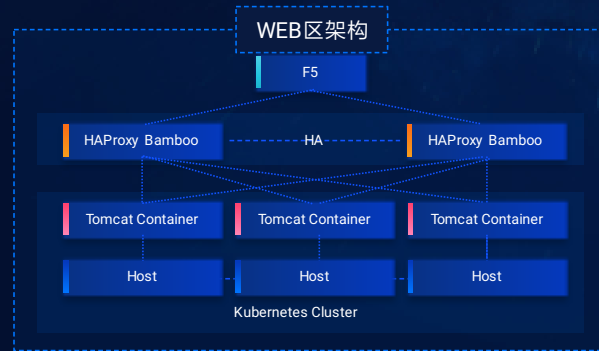 WEB区架构
F5
HAProxy Bamboo
HA
HAProxy Bamboo
Tomcat Container
Tomcat Container
Tomcat Container
Host
Host
Host
Kubernetes Cluster